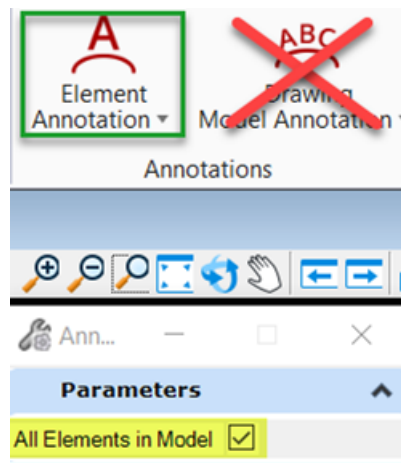 A
Element
Annotation
ABC
Drawing
Model Annotation
Annotations
Ann...
Parameters
All Elements in Model